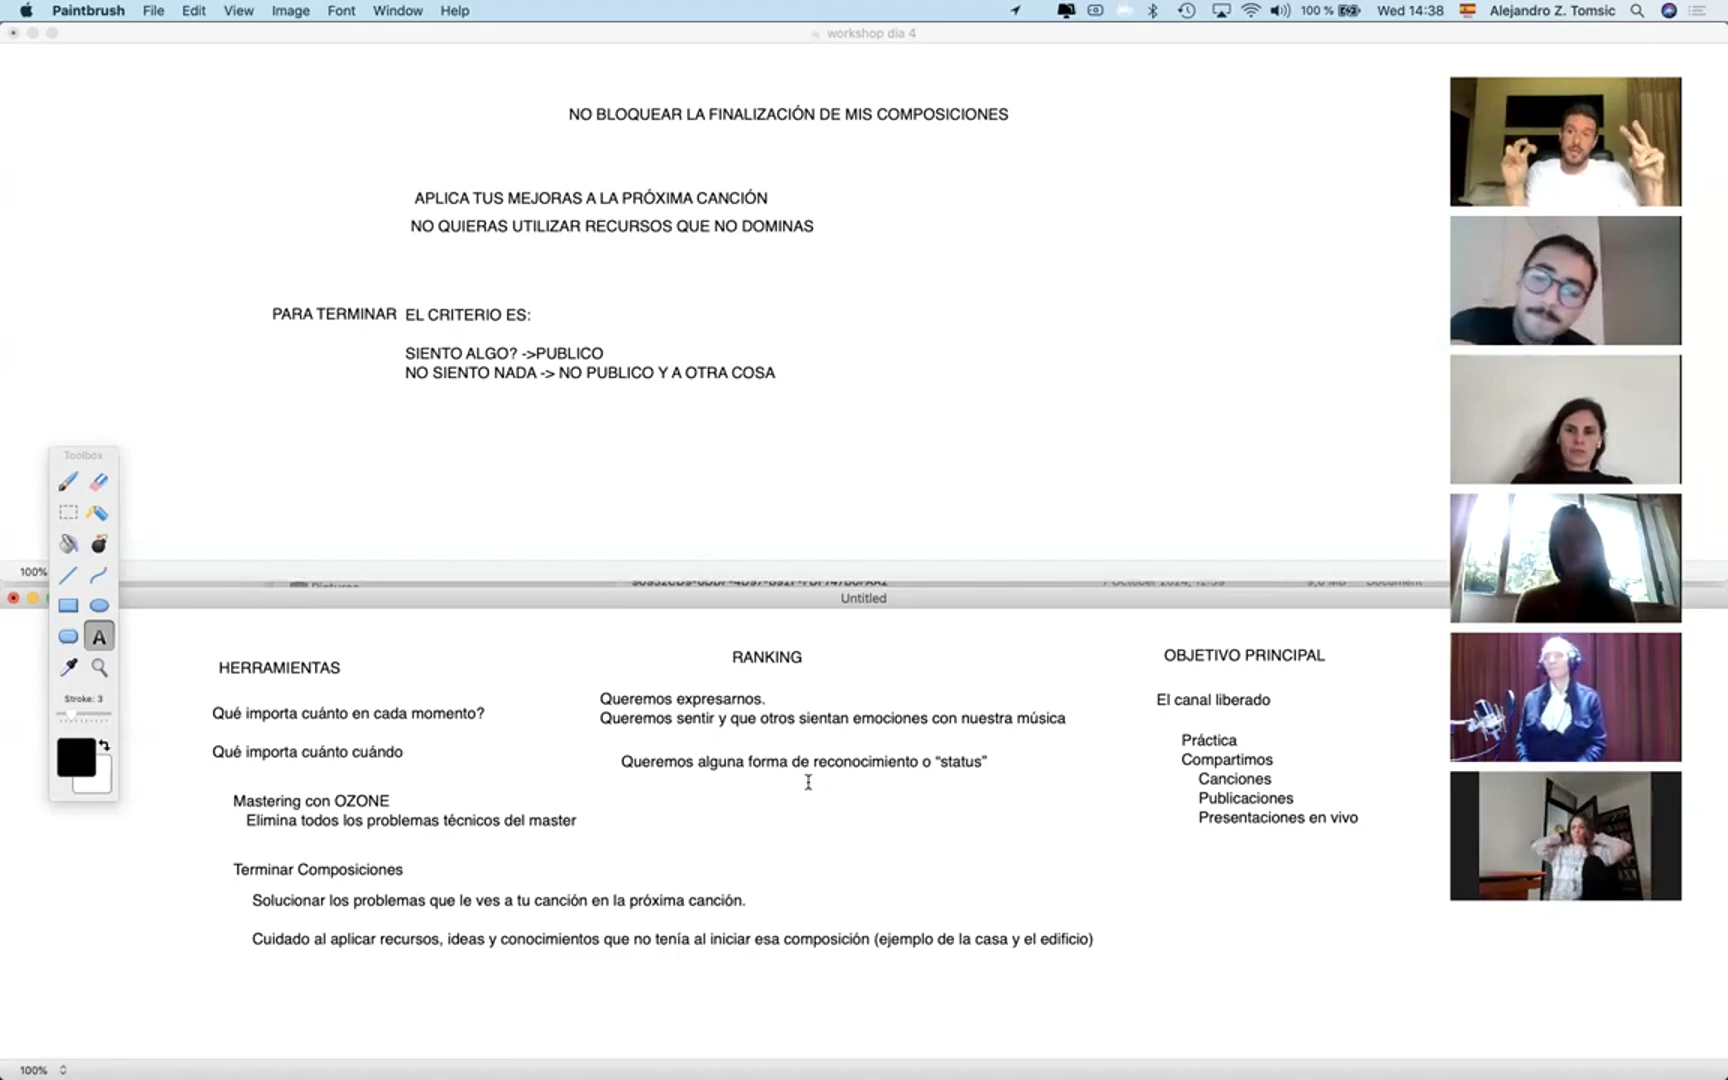 Paintbrush File Edit View Image Font Window Help 100 % Wed 14:38 Alejandro Z. Tomsic
workshop dia 4
NO BLOQUEAR LA FINALIZACIÓN DE MIS COMPOSICIONES
APLICA TUS MEJORAS A LA PRÓXIMA CANCIÓN
NO QUIERAS UTILIZAR RECURSOS QUE NO DOMINAS
PARA TERMINAR EL CRITERIO ES:
SIENTO ALGO? ->PUBLICO
NO SIENTO NADA -> NO PUBLICO Y A OTRA COSA
Toolbox
A
Stroke: 3
100%
Untitled
HERRAMIENTAS
Qué importa cuánto en cada momento?
Qué importa cuánto cuándo
Mastering con OZONE
Elimina todos los problemas técnicos del master
Terminar Composiciones
Solucionar los problemas que le ves a tu canción en la próxima canción.
Cuidado al aplicar recursos, ideas y conocimientos que no tenía al iniciar esa composición (ejemplo de la casa y el edificio)
RANKING
Queremos expresarnos.
Queremos sentir y que otros sientan emociones con nuestra música
Queremos alguna forma de reconocimiento o “status”
OBJETIVO PRINCIPAL
El canal liberado
Práctica
Compartimos
Canciones
Publicaciones
Presentaciones en vivo
100%